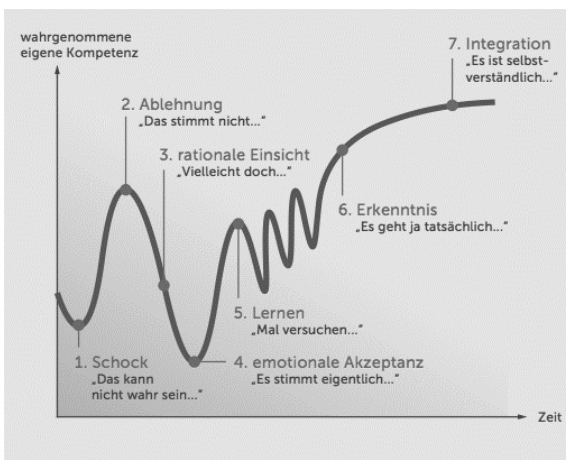 wahrgenommene
eigene Kompetenz
7. Integration
„Es ist selbst-
verständlich...“
2. Ablehnung
„Das stimmt nicht...“
3. rationale Einsicht
„Vielleicht doch...“
6. Erkenntnis
„Es geht ja tatsächlich...“
5. Lernen
„Mal versuchen...“
1. Schock
„Das kann
nicht wahr sein...“
4. emotionale Akzeptanz
„Es stimmt eigentlich...“
Zeit